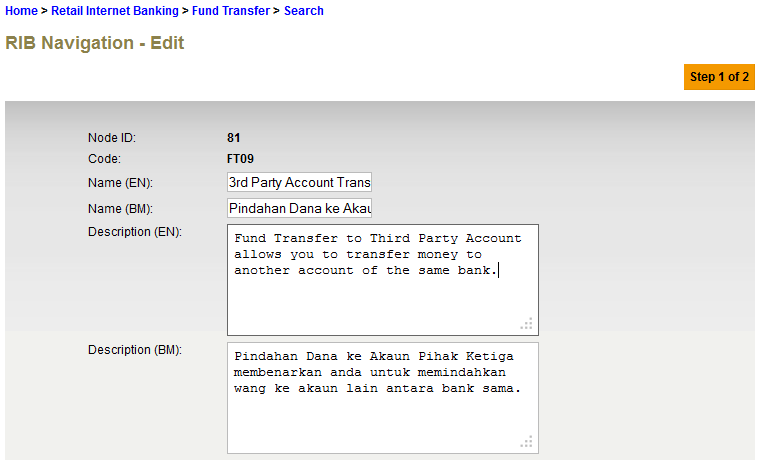 Home > Retail Internet Banking > Fund Transfer > Search
RIB Navigation - Edit
Step 1 of 2
Node ID: 81
Code: FT09
Name (EN): 3rd Party Account Trans
Name (BM): Pindahan Dana ke Akau
Description (EN):
Fund Transfer to Third Party Account
allows you to transfer money to
another account of the same bank.
Description (BM):
Pindahan Dana ke Akaun Pihak Ketiga
membenarkan anda untuk memindahkan
wang ke akaun lain antara bank sama.